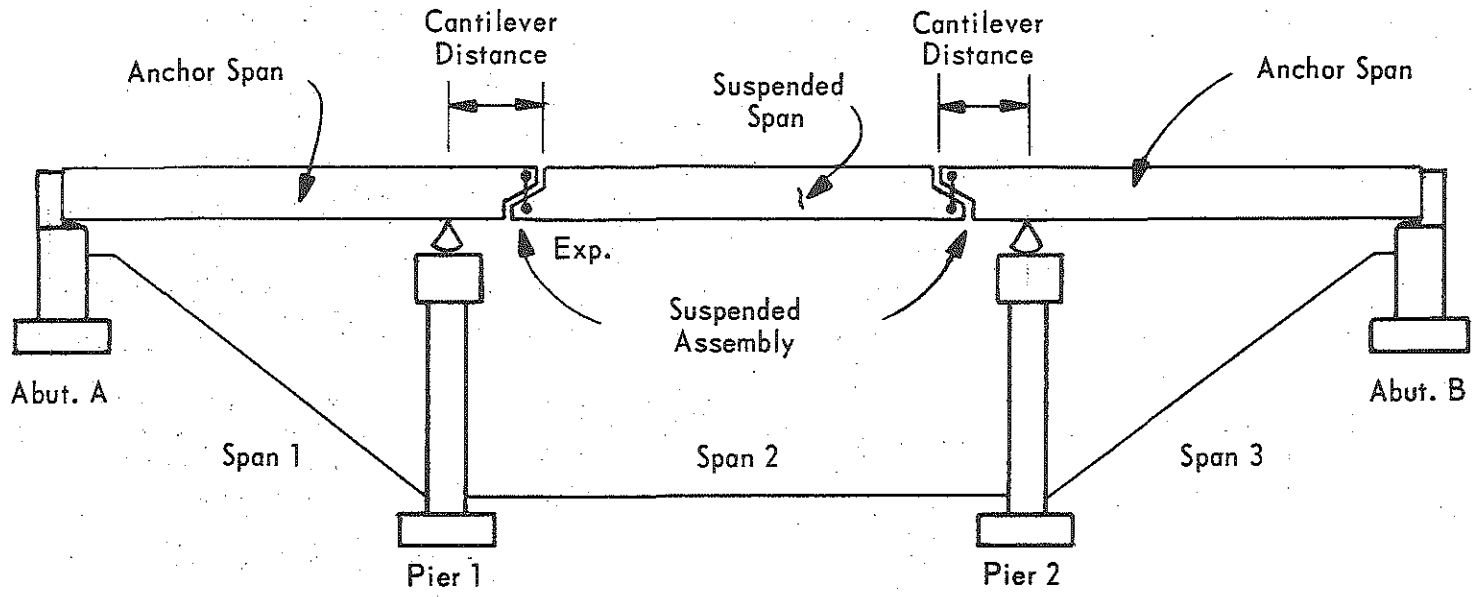 Cantilever
Distance
Cantilever
Distance
Anchor Span
Suspended
Span
Anchor Span
Exp.
Suspended
Assembly
Abut. A
Abut. B
Span 1
Span 2
Span 3
Pier 1
Pier 2